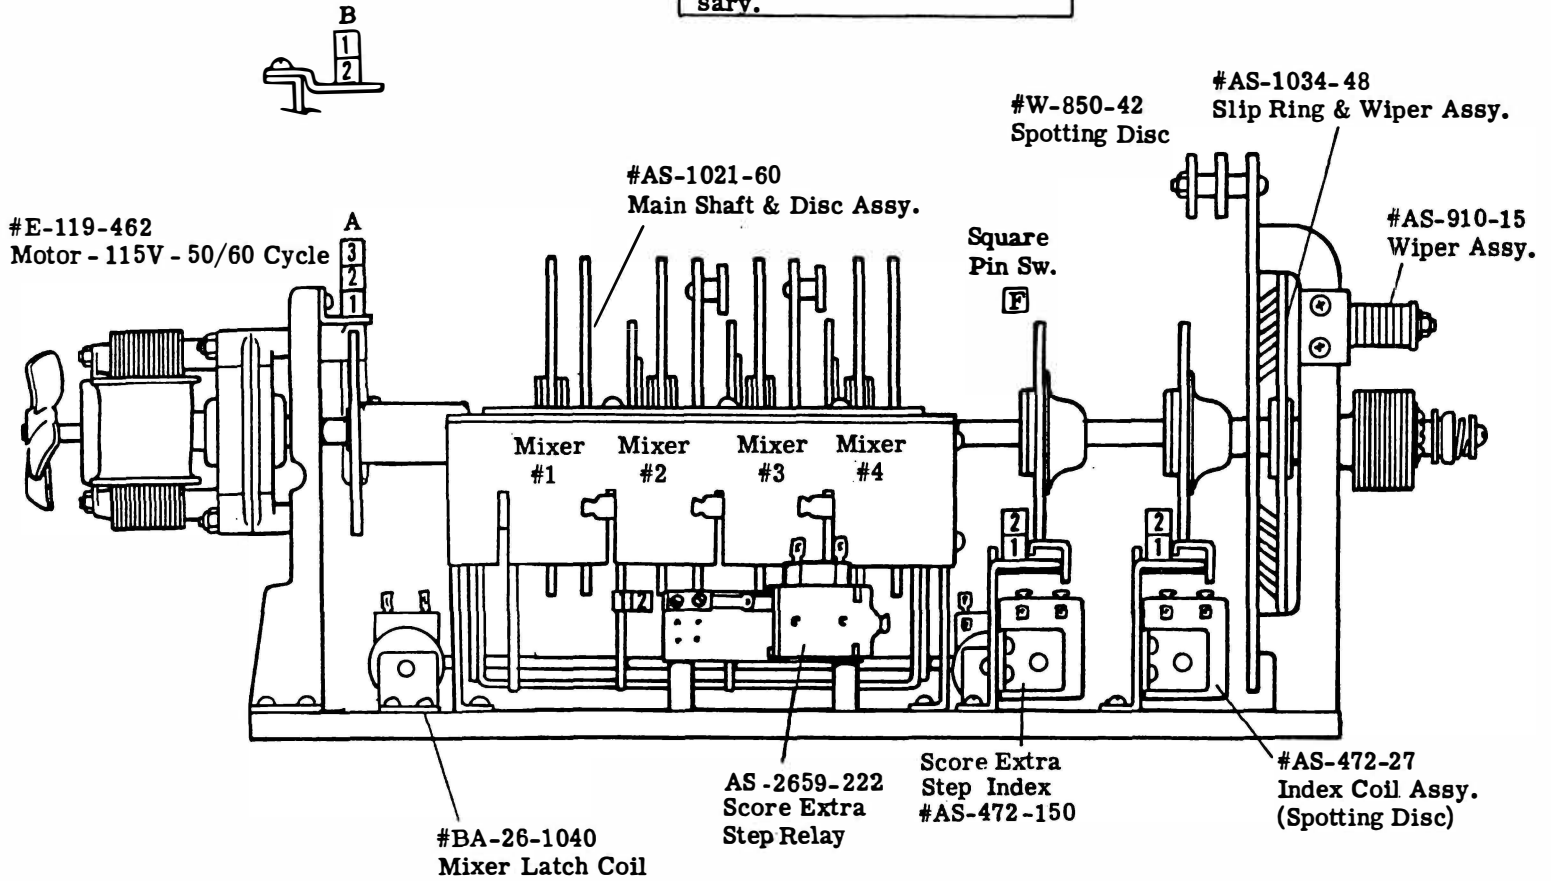 sary.
B
1
2
#AS-1034-48
Slip Ring & Wiper Assy.
#W-850-42
Spotting Disc
#AS-1021-60
Main Shaft & Disc Assy.
#E-119-462
Motor - 115V - 50/60 Cycle
A
3
2
1
#AS-910-15
Wiper Assy.
Square
Pin Sw.
F
Mixer
#1
Mixer
#2
Mixer
#3
Mixer
#4
2
1
2
1
1 2
AS-2659-222
Score Extra
Step Relay
Score Extra
Step Index
#AS-472-150
#AS-472-27
Index Coil Assy.
(Spotting Disc)
#BA-26-1040
Mixer Latch Coil